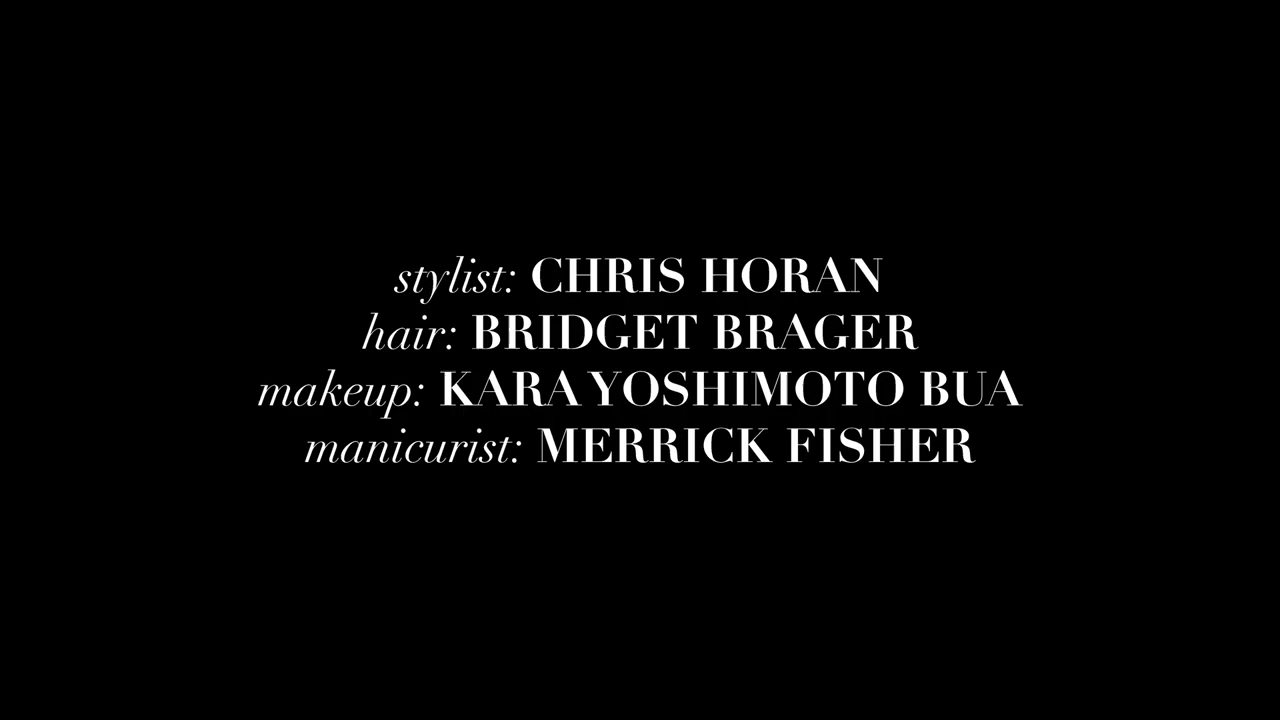 stylist: CHRIS HORAN
hair: BRIDGET BRAGER
makeup: KARA YOSHIMOTO BUA
manicurist: MERRICK FISHER